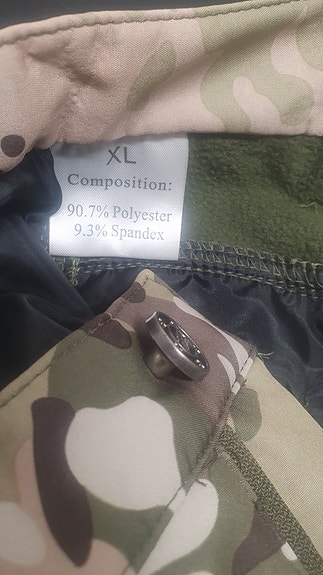 XL
Composition:
90.7% Polyester
9.3% Spandex